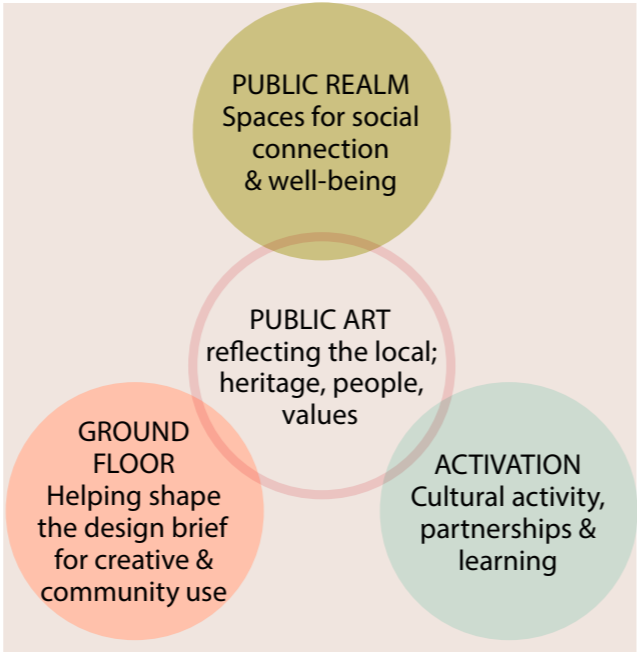 PUBLIC REALM
Spaces for social
connection
& well-being
PUBLIC ART
reflecting the local;
heritage, people,
values
GROUND
FLOOR
Helping shape
the design brief
for creative &
community use
ACTIVATION
Cultural activity,
partnerships &
learning